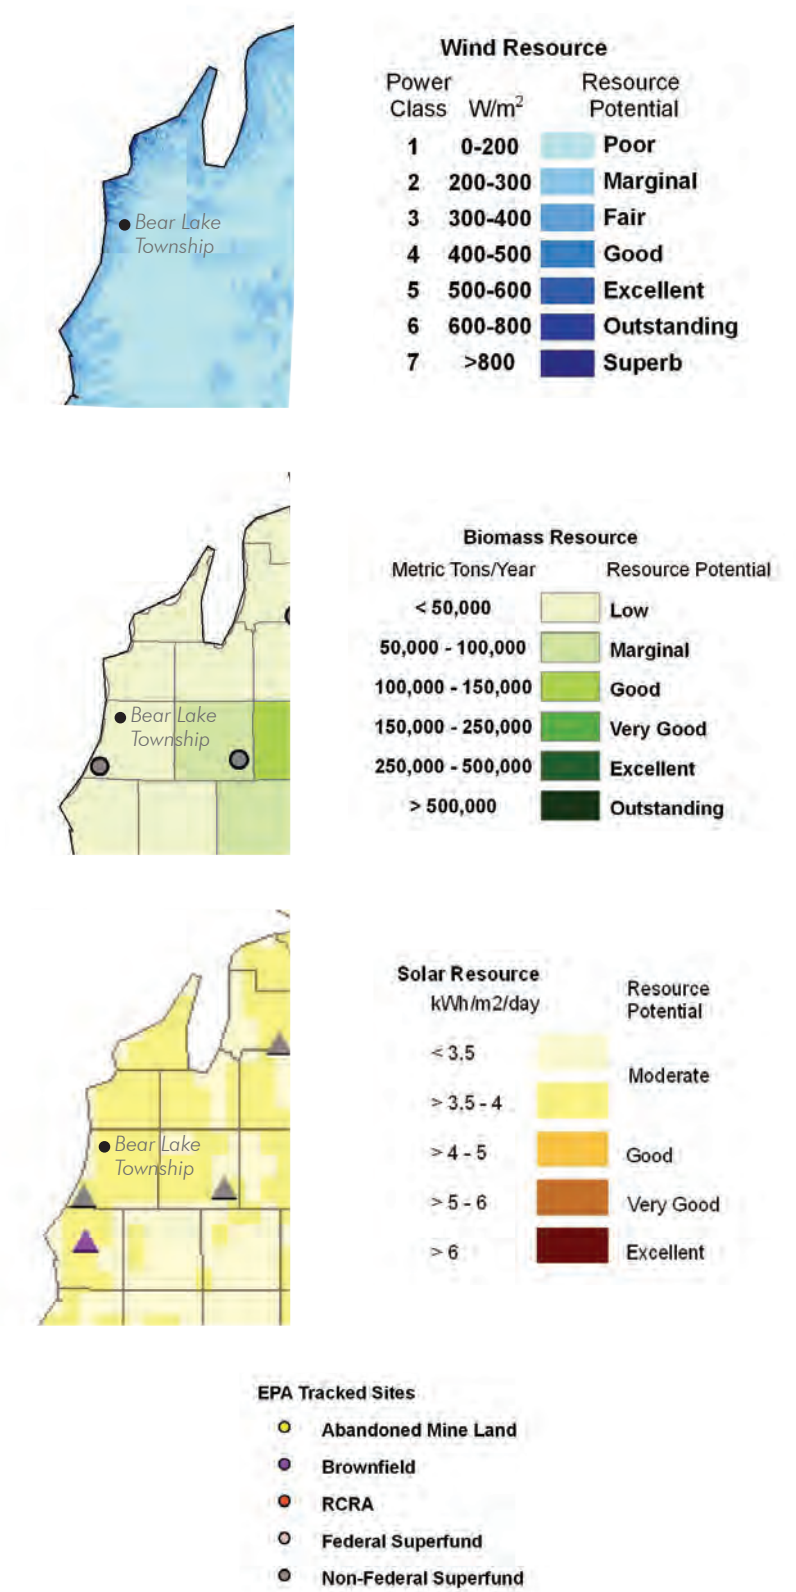 Wind Resource
Power Class W/m2 Resource Potential
1 0-200 Poor
2 200-300 Marginal
3 300-400 Fair
4 400-500 Good
5 500-600 Excellent
6 600-800 Outstanding
7 >800 Superb
Bear Lake
Township
Biomass Resource
Metric Tons/Year Resource Potential
< 50,000 Low
50,000 - 100,000 Marginal
100,000 - 150,000 Good
150,000 - 250,000 Very Good
250,000 - 500,000 Excellent
> 500,000 Outstanding
Bear Lake
Township
Solar Resource
kWh/m2/day
Resource
Potential
< 3.5
Moderate
> 3.5 - 4
> 4 - 5 Good
> 5 - 6 Very Good
> 6 Excellent
Bear Lake
Township
EPA Tracked Sites
Abandoned Mine Land
Brownfield
RCRA
Federal Superfund
Non-Federal Superfund